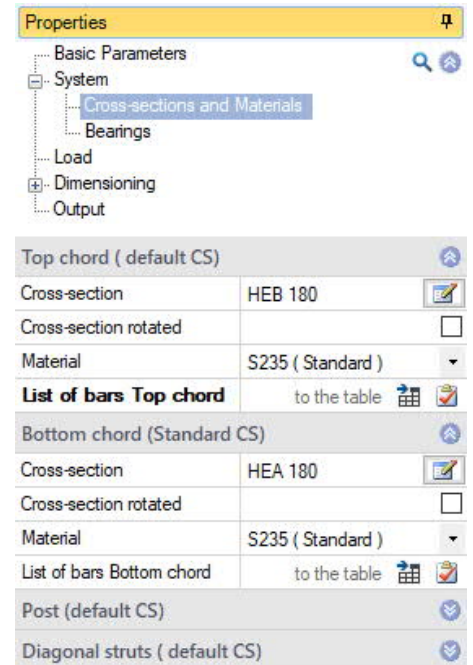 Properties
Basic Parameters
System
Cross-sections and Materials
Bearings
Load
Dimensioning
Output
Top chord ( default CS)
Cross-section HEB 180
Cross-section rotated
Material S235 ( Standard )
List of bars Top chord to the table
Bottom chord (Standard CS)
Cross-section HEA 180
Cross-section rotated
Material S235 ( Standard )
List of bars Bottom chord to the table
Post (default CS)
Diagonal struts ( default CS)